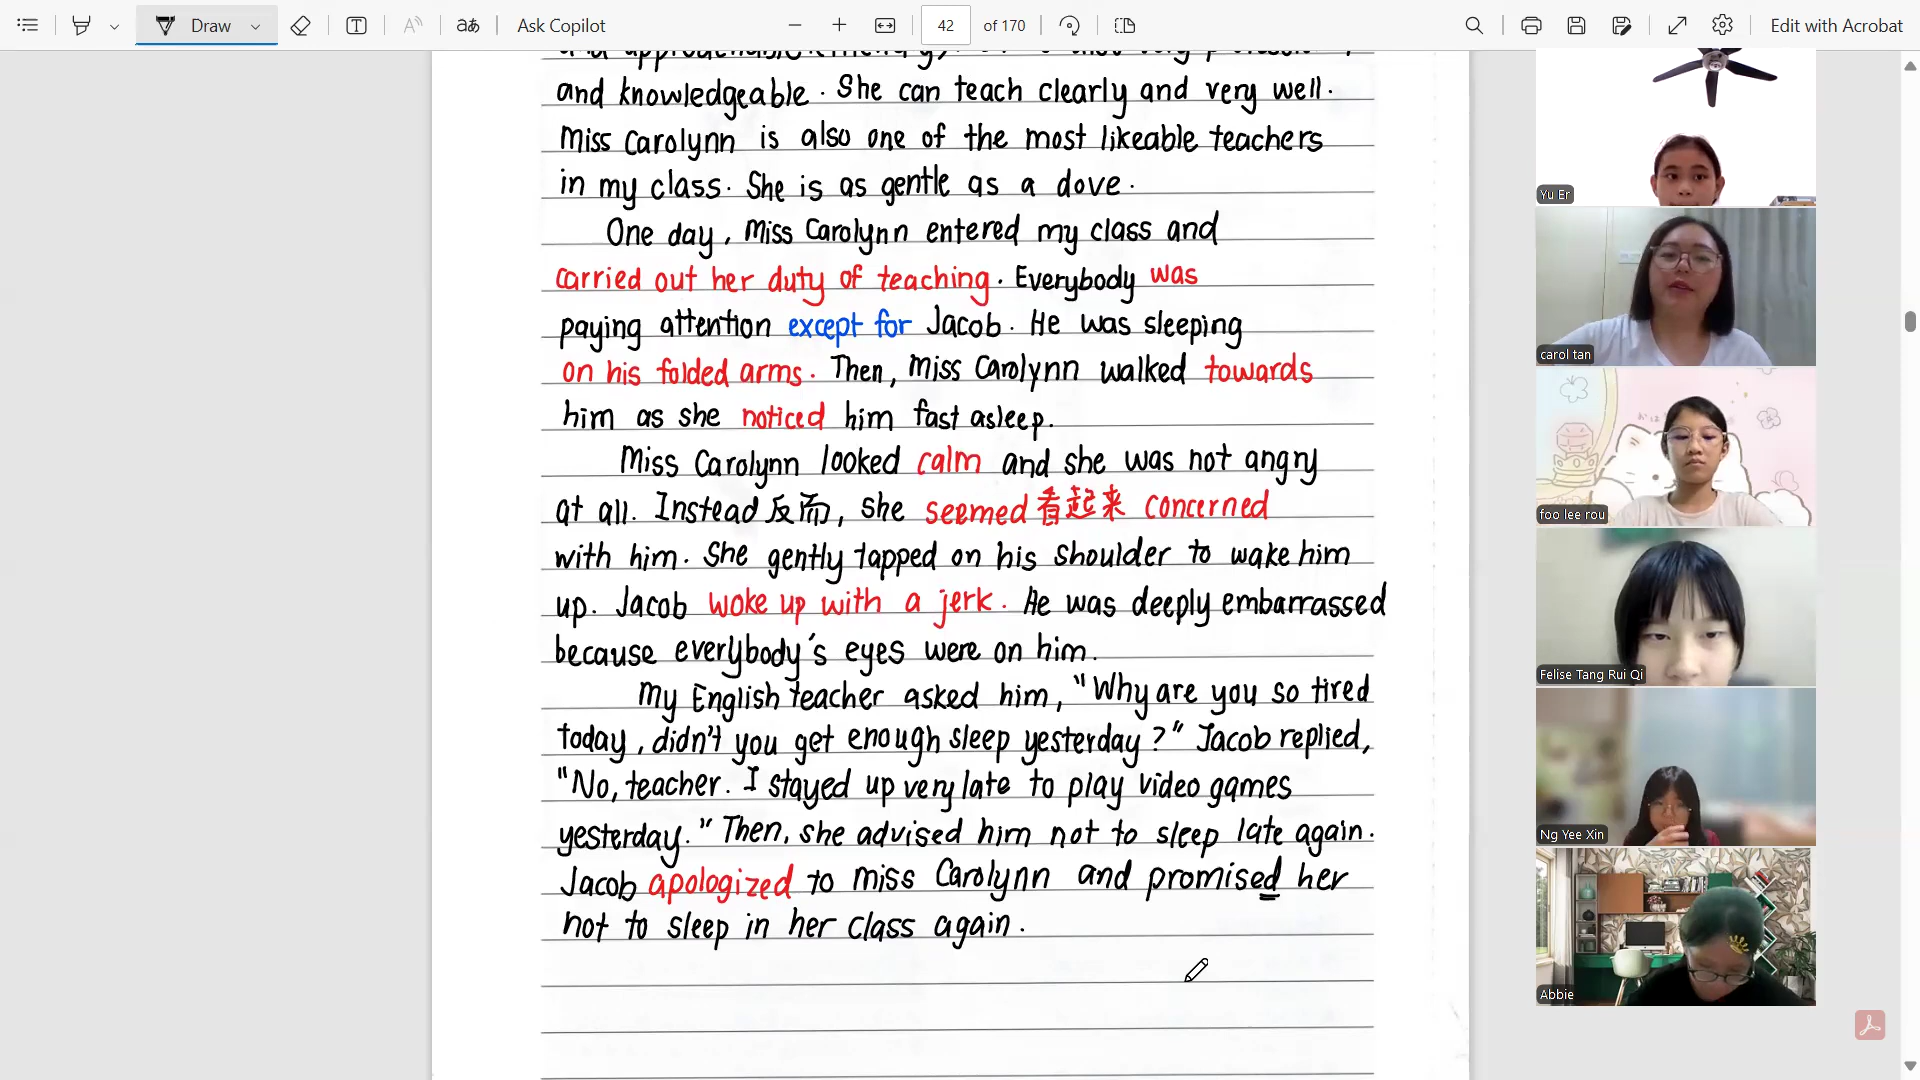 Draw
Ask Copilot
42 of 170
Edit with Acrobat
and knowledgeable. She can teach clearly and very well.
Miss Carolynn is also one of the most likeable teachers
in my class. She is as gentle as a dove.
One day, Miss Carolynn entered my class and
carried out her duty of teaching. Everybody was
paying attention except for Jacob. He was sleeping
on his folded arms. Then, Miss Carolynn walked towards
him as she noticed him fast asleep.
Miss Carolynn looked calm and she was not angry
at all. Instead 反而, she seemed 看起来 concerned
with him. She gently tapped on his shoulder to wake him
up. Jacob woke up with a jerk. He was deeply embarrassed
because everybody's eyes were on him.
My English teacher asked him, "Why are you so tired
today, didn't you get enough sleep yesterday?" Jacob replied,
"No, teacher. I stayed up very late to play video games
yesterday." Then, she advised him not to sleep late again.
Jacob apologized to miss Carolynn and promised her
not to sleep in her class again.
Yu Er
carol tan
foo lee rou
Felise Tang Rui Qi
Ng Yee Xin
Abbie